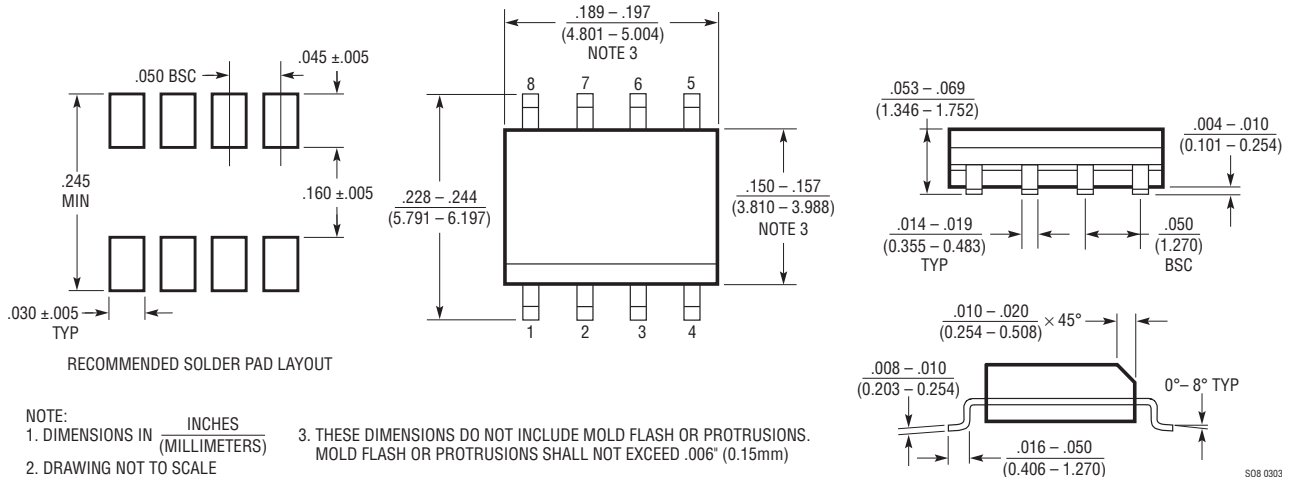 .050 BSC
.045 ±.005
.245
MIN
.160 ±.005
.030 ±.005
TYP
RECOMMENDED SOLDER PAD LAYOUT
.189 – .197
(4.801 – 5.004)
NOTE 3
8 7 6 5
.228 – .244
(5.791 – 6.197)
.150 – .157
(3.810 – 3.988)
NOTE 3
1 2 3 4
.053 – .069
(1.346 – 1.752)
.004 – .010
(0.101 – 0.254)
.014 – .019
(0.355 – 0.483)
TYP
.050
(1.270)
BSC
.010 – .020
(0.254 – 0.508)
× 45°
.008 – .010
(0.203 – 0.254)
0°– 8° TYP
.016 – .050
(0.406 – 1.270)
NOTE:
1. DIMENSIONS IN INCHES
(MILLIMETERS)
2. DRAWING NOT TO SCALE
3. THESE DIMENSIONS DO NOT INCLUDE MOLD FLASH OR PROTRUSIONS.
MOLD FLASH OR PROTRUSIONS SHALL NOT EXCEED .006" (0.15mm)
SO8 0303